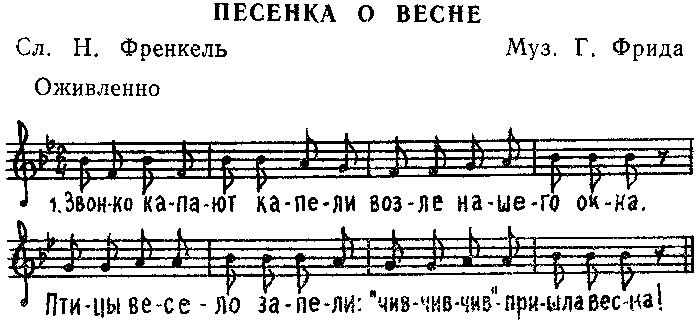 ПЕСЕНКА О ВЕСНЕ
Сл. Н. Френкель Муз. Г. Фрида
Оживленно
2/4
1. Звон-ко ка-па-ют ка-пе-ли воз-ле на-ше-го ок-на.
Пти-цы ве-се-ло за-пе-ли: "чив-чив-чив"-при-шла вес-на!